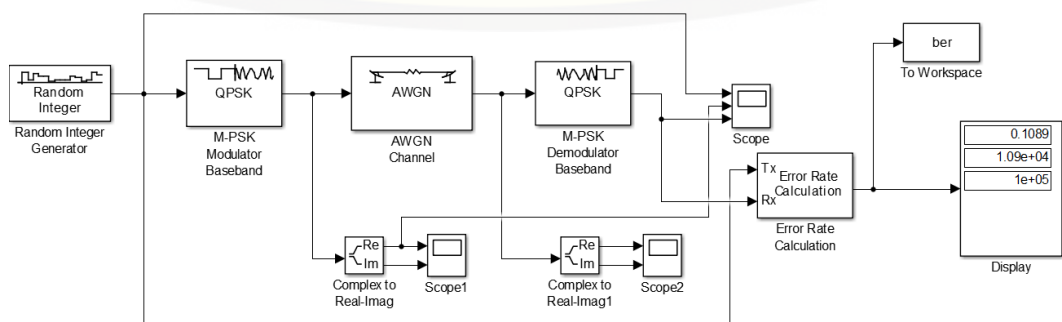 Random
Integer
Random Integer
Generator
QPSK
M-PSK
Modulator
Baseband
AWGN
AWGN
Channel
QPSK
M-PSK
Demodulator
Baseband
Scope
ber
To Workspace
Tx
Rx
Error Rate
Calculation
Error Rate
Calculation
0.1089
1.09e+04
1e+05
Display
Re
Im
Complex to
Real-Imag
Scope1
Re
Im
Complex to
Real-Imag1
Scope2